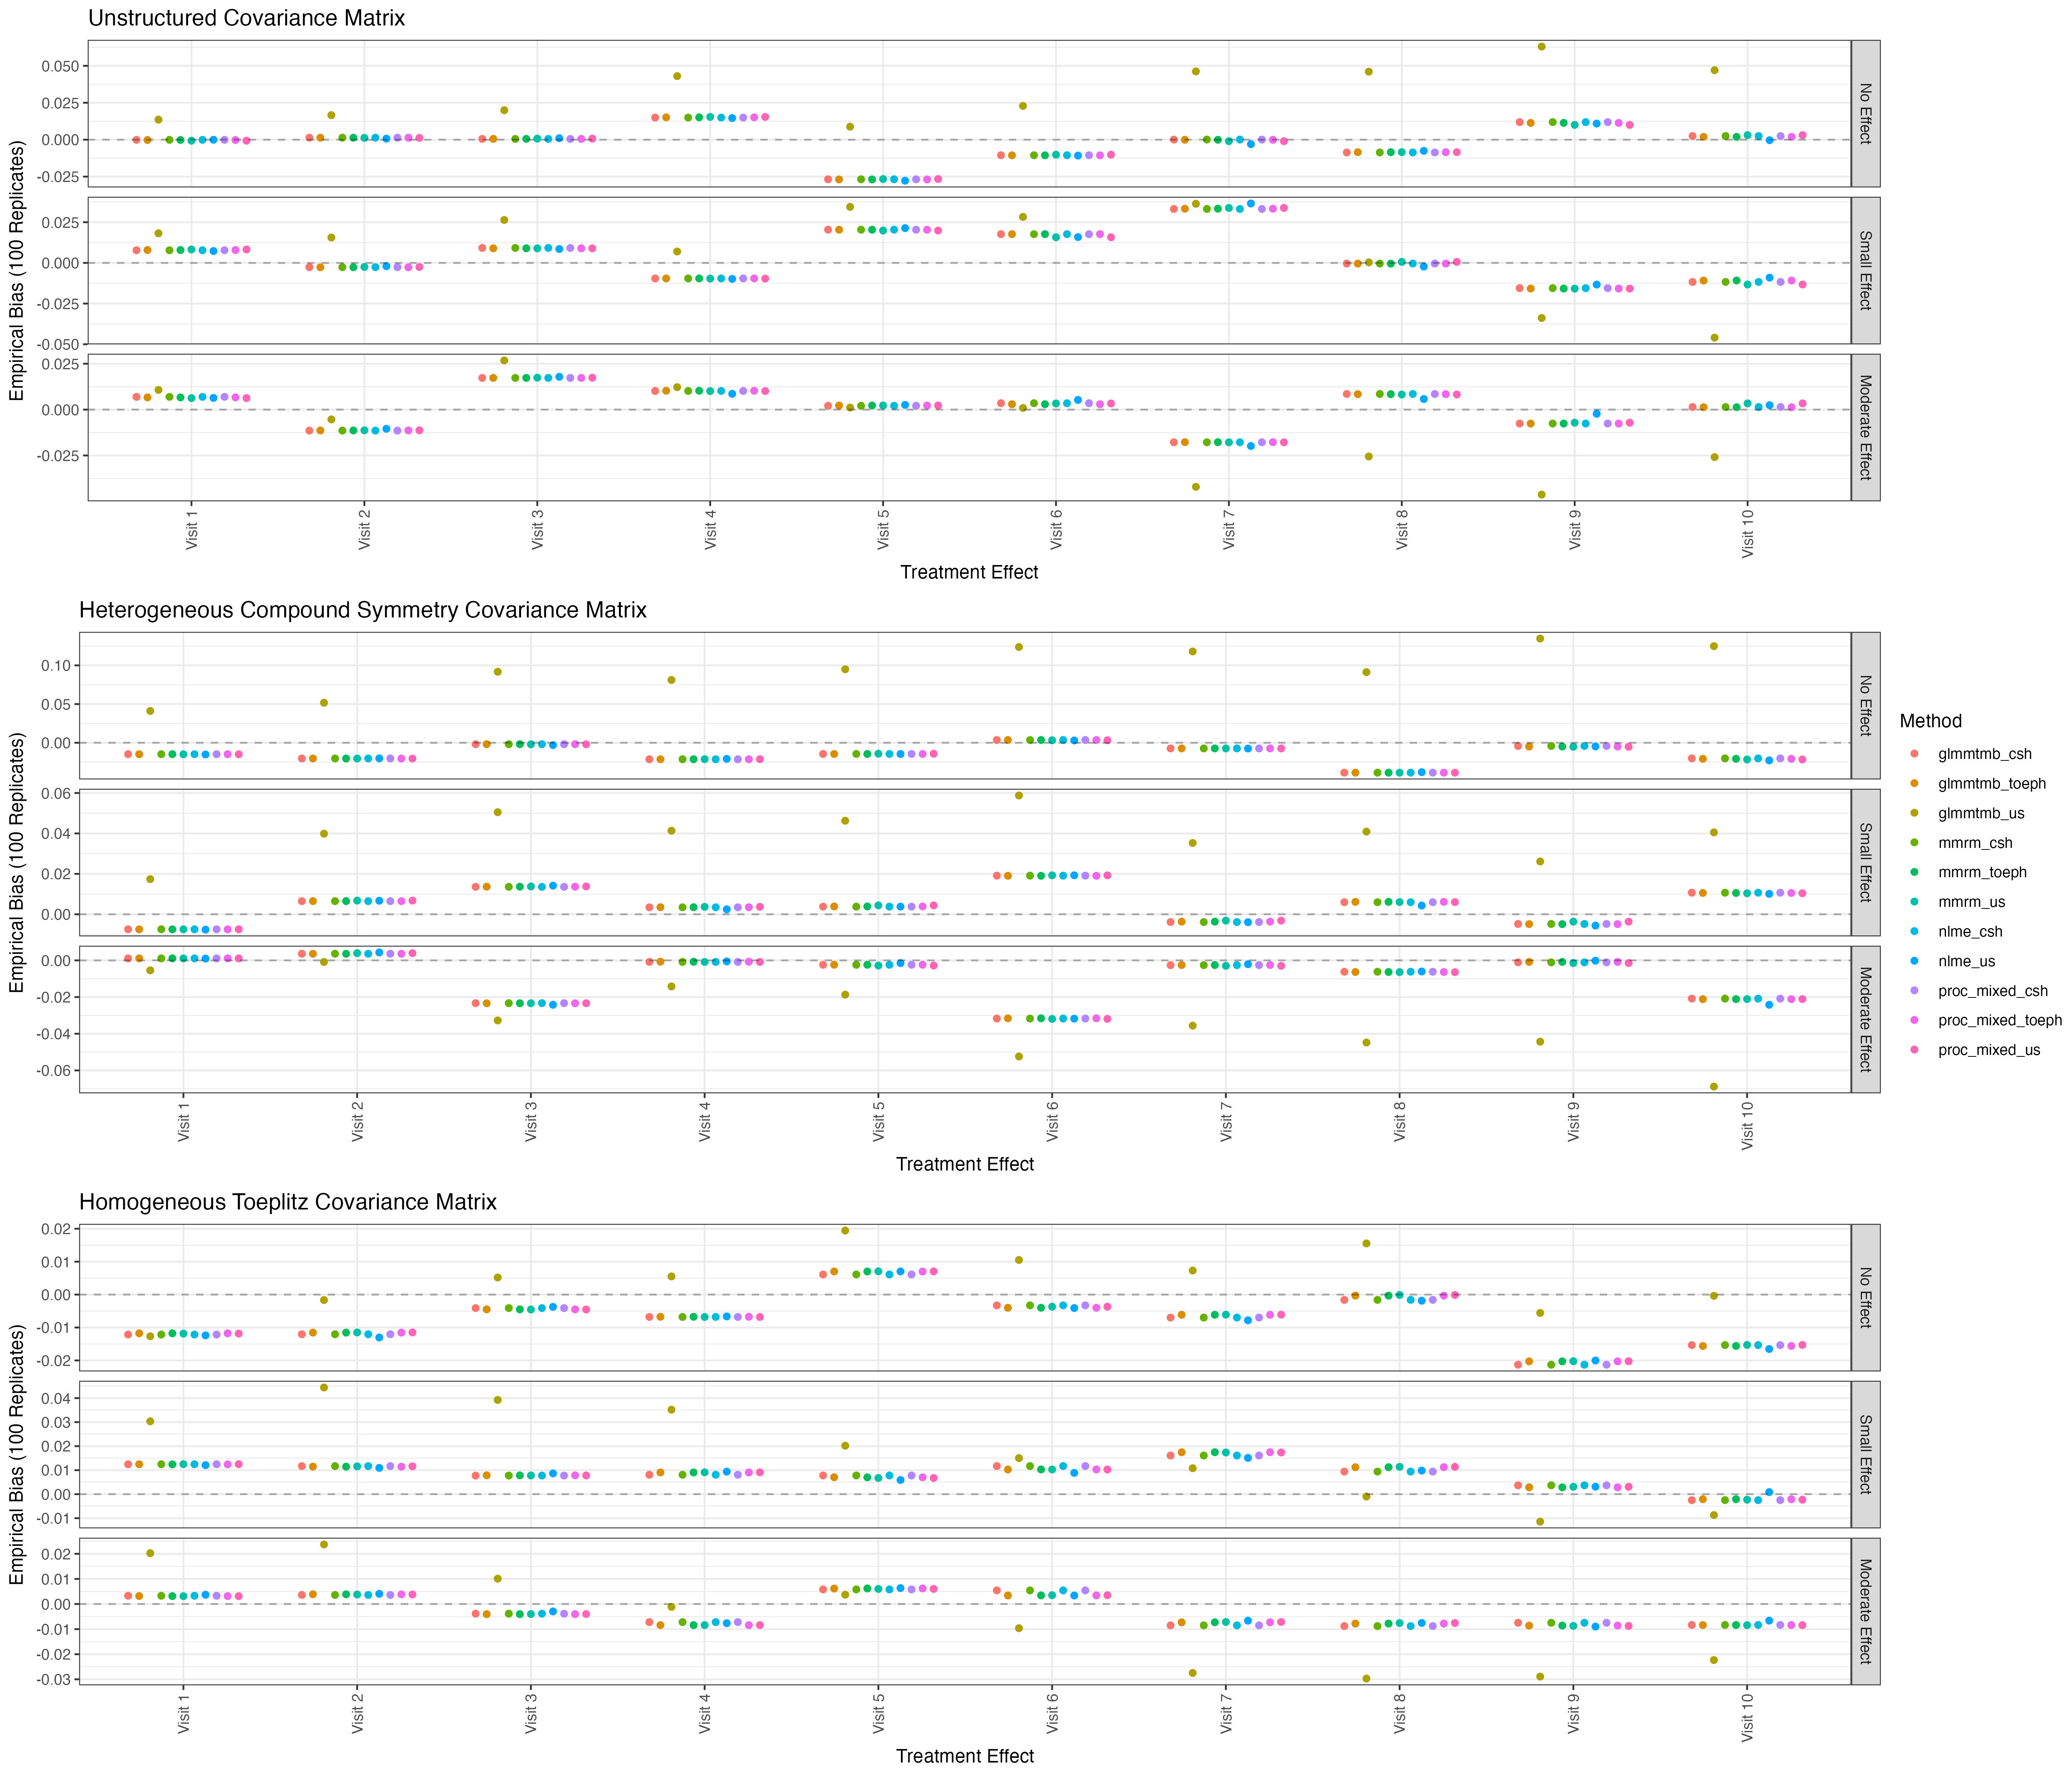 Unstructured Covariance Matrix
Empirical Bias (100 Replicates)
0.050
0.025
0.000
-0.025
No Effect
0.025
0.000
-0.025
-0.050
Small Effect
0.025
0.000
-0.025
Moderate Effect
Visit 1
Visit 2
Visit 3
Visit 4
Visit 5
Visit 6
Visit 7
Visit 8
Visit 9
Visit 10
Treatment Effect
Heterogeneous Compound Symmetry Covariance Matrix
Empirical Bias (100 Replicates)
0.10
0.05
0.00
No Effect
0.06
0.04
0.02
0.00
Small Effect
0.00
-0.02
-0.04
-0.06
Moderate Effect
Visit 1
Visit 2
Visit 3
Visit 4
Visit 5
Visit 6
Visit 7
Visit 8
Visit 9
Visit 10
Treatment Effect
Method
glmmtmb_csh
glmmtmb_toeph
glmmtmb_us
mmrm_csh
mmrm_toeph
mmrm_us
nlme_csh
nlme_us
proc_mixed_csh
proc_mixed_toeph
proc_mixed_us
Homogeneous Toeplitz Covariance Matrix
Empirical Bias (100 Replicates)
0.02
0.01
0.00
-0.01
-0.02
No Effect
0.04
0.03
0.02
0.01
0.00
-0.01
Small Effect
0.02
0.01
0.00
-0.01
-0.02
-0.03
Moderate Effect
Visit 1
Visit 2
Visit 3
Visit 4
Visit 5
Visit 6
Visit 7
Visit 8
Visit 9
Visit 10
Treatment Effect